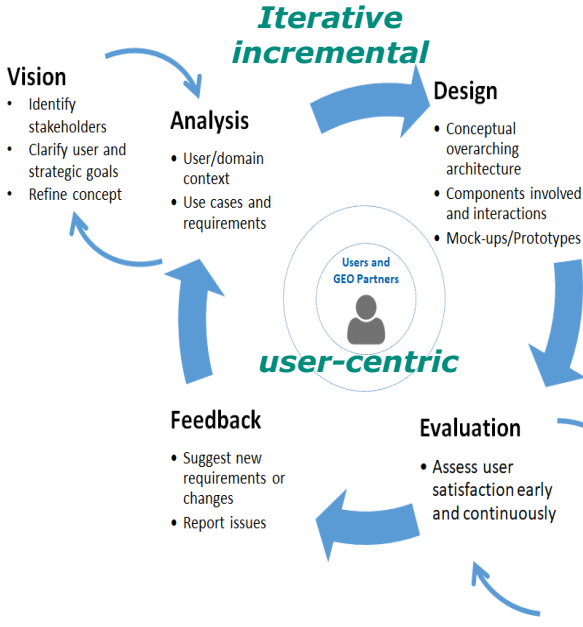 Iterative
incremental
Vision
• Identify
stakeholders
• Clarify user and
strategic goals
• Refine concept
Analysis
• User/domain
context
• Use cases and
requirements
Design
• Conceptual
overarching
architecture
• Components involved
and interactions
• Mock-ups/Prototypes
Users and
GEO Partners
user-centric
Feedback
• Suggest new
requirements or
changes
• Report issues
Evaluation
• Assess user
satisfaction early
and continuously